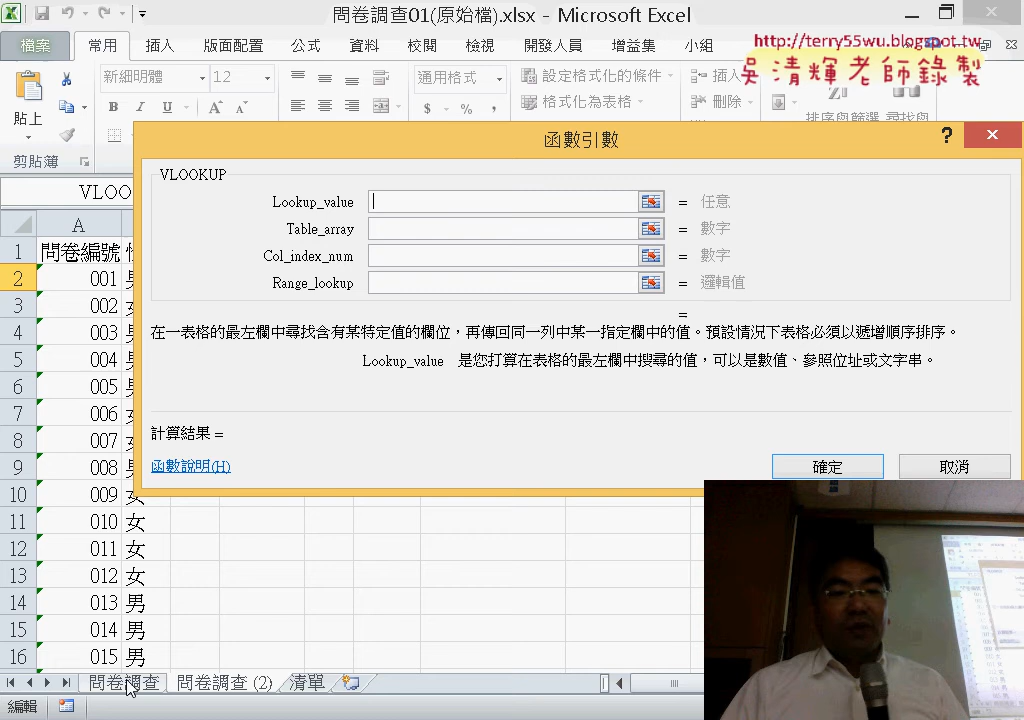 問卷調查01(原始檔).xlsx - Microsoft Excel
檔案 常用 插入 版面配置 公式 資料 校閱 檢視 開發人員 增益集 小組
http://terry55wu.blogspot.tw
吳清輝老師錄製
新細明體 12 通用格式 設定格式化的條件 插入
貼上 B I U A A $ % , 格式化為表格 刪除
剪貼簿 排序與篩選 尋找與
函數引數 ?
VLOO
VLOOKUP
Lookup_value = 任意
Table_array = 數字
Col_index_num = 數字
Range_lookup = 邏輯值
=
在一表格的最左欄中尋找含有某特定值的欄位，再傳回同一列中某一指定欄中的值。預設情況下表格必須以遞增順序排序。
Lookup_value 是您打算在表格的最左欄中搜尋的值，可以是數值、參照位址或文字串。
計算結果 =
函數說明(H) 確定 取消
A
1 問卷編號
2 001
3 002
4 003
5 004
6 005
7 006
8 007
9 008
10 009 女
11 010 女
12 011 女
13 012 女
14 013 男
15 014 男
16 015 男
問卷調查 問卷調查 (2) 清單
編輯